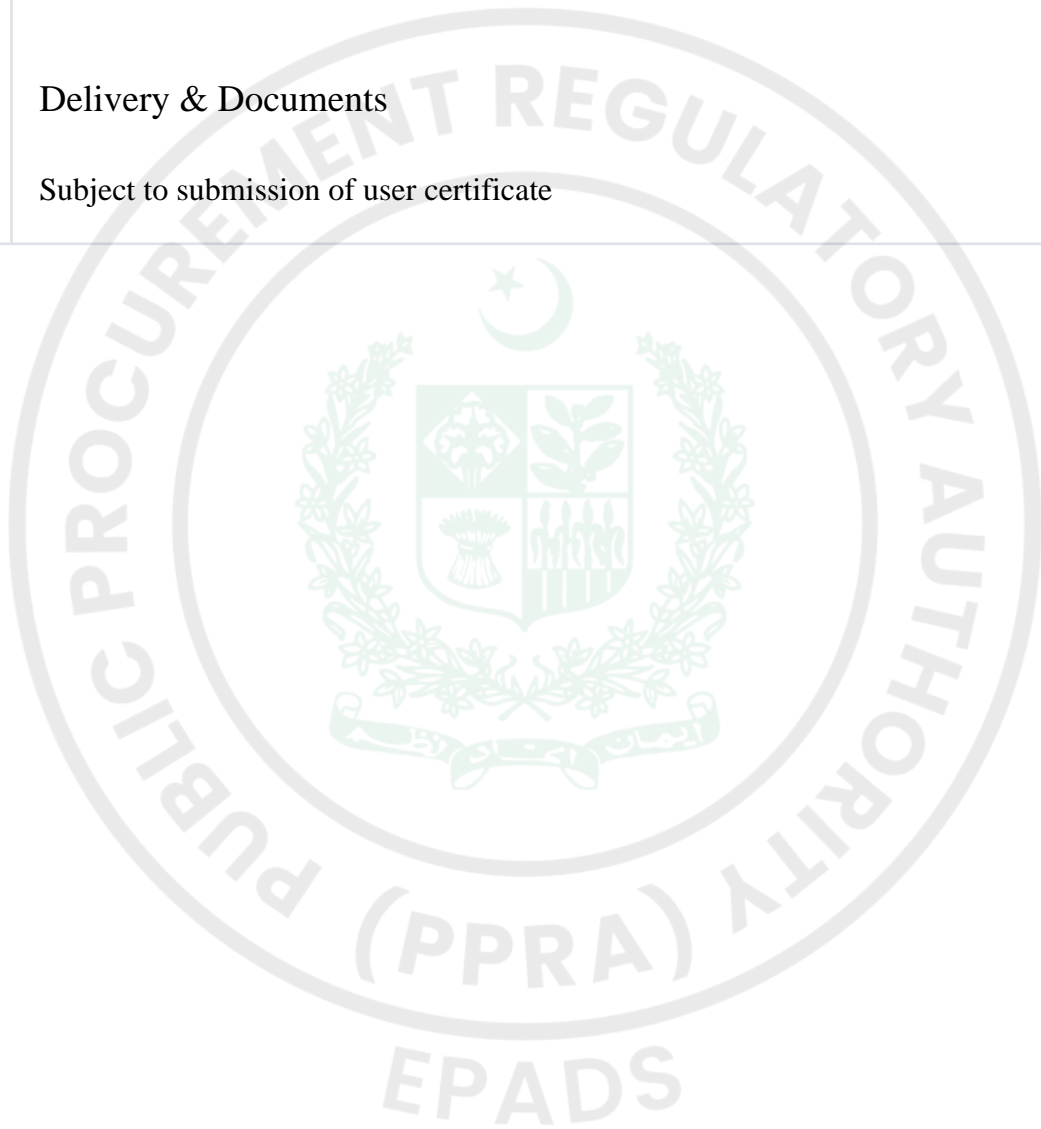 Delivery & Documents
Subject to submission of user certificate
PUBLIC PROCUREMENT REGULATORY AUTHORITY
(PPRA)
EPADS